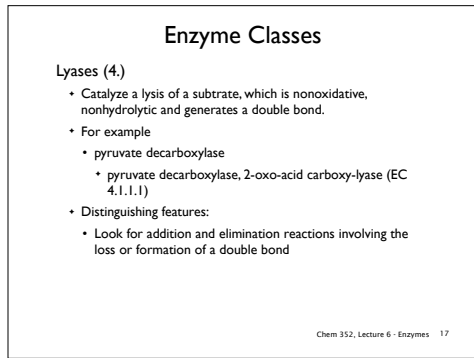 Enzyme Classes
Lyases (4.)
✦ Catalyze a lysis of a subtrate, which is nonoxidative,
nonhydrolytic and generates a double bond.
✦ For example
• pyruvate decarboxylase
✦ pyruvate decarboxylase, 2-oxo-acid carboxy-lyase (EC
4.1.1.1)
✦ Distinguishing features:
• Look for addition and elimination reactions involving the
loss or formation of a double bond
Chem 352, Lecture 6 - Enzymes 17